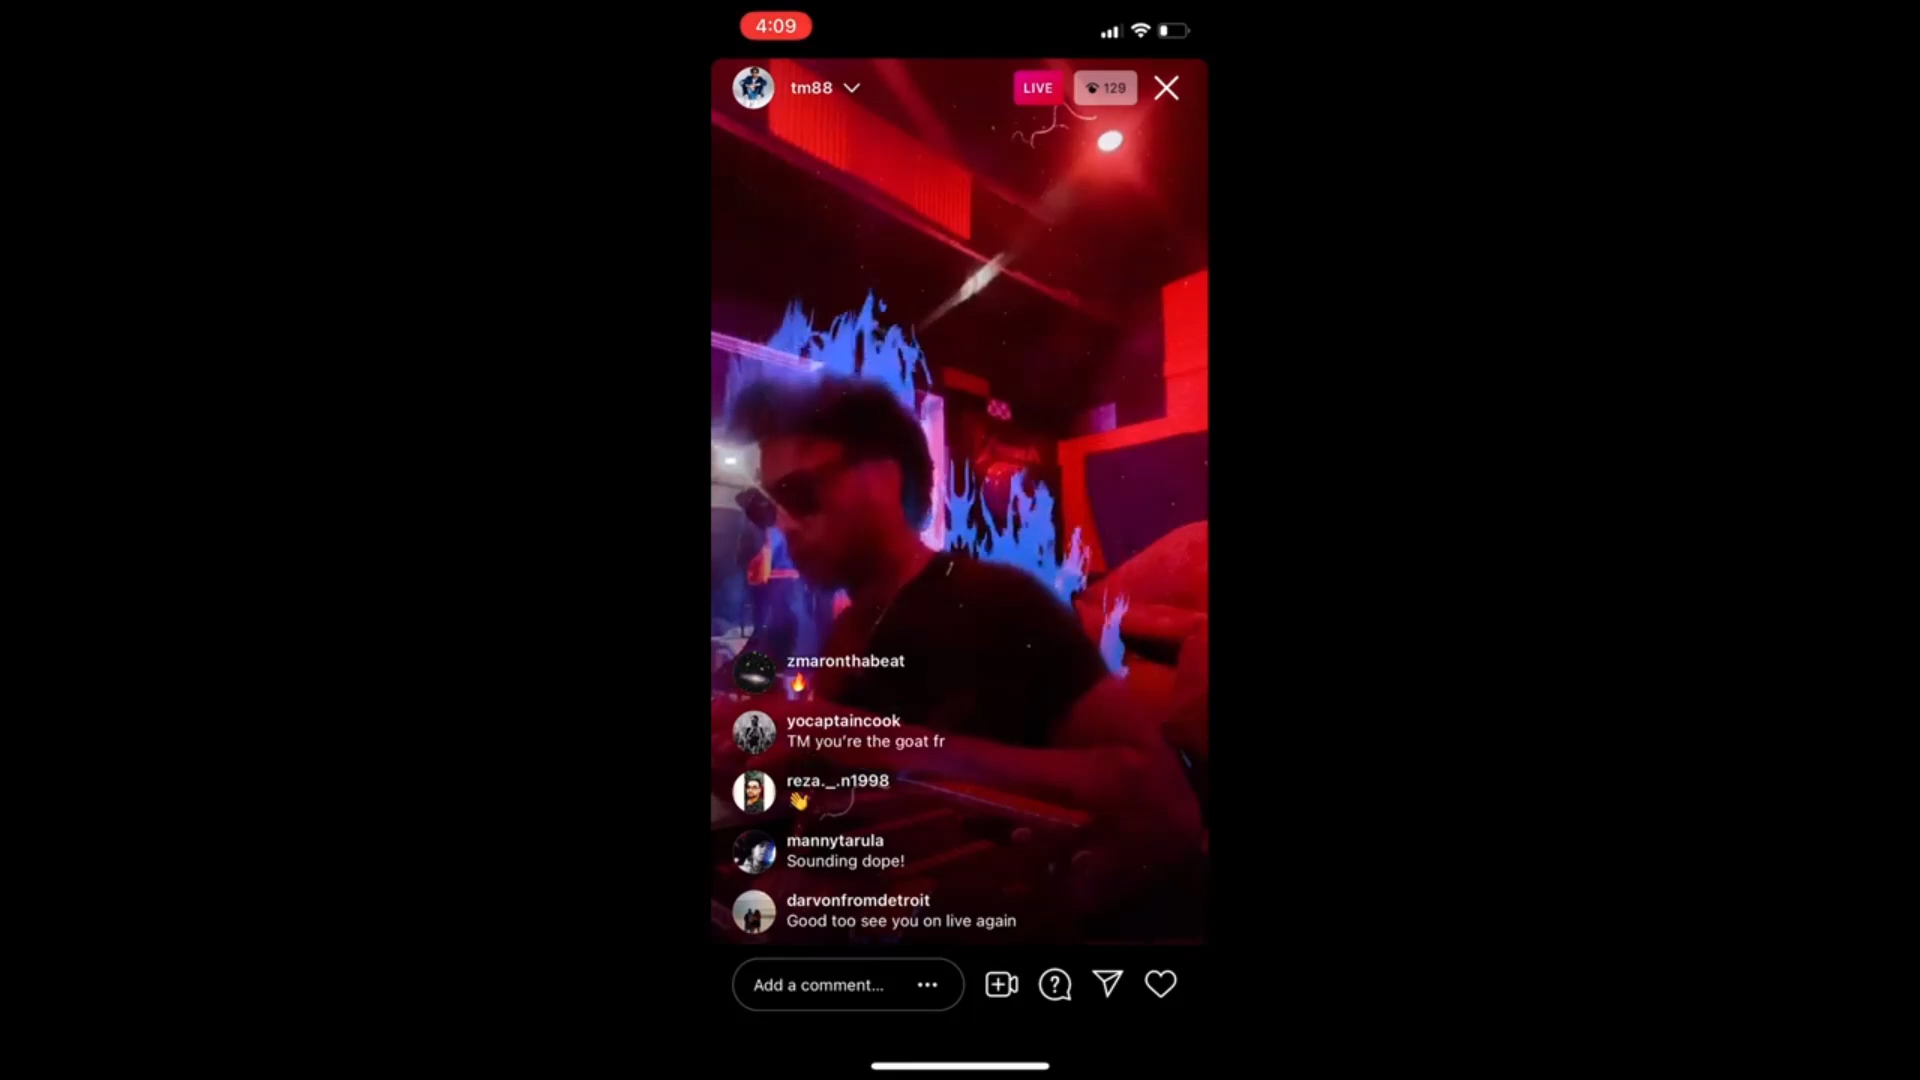 4:09
tm88
LIVE
129
zmaronthabeat
🔥
yocaptaincook
TM you're the goat fr
reza._.n1998
👋
mannytarula
Sounding dope!
darvonfromdetroit
Good too see you on live again
Add a comment...